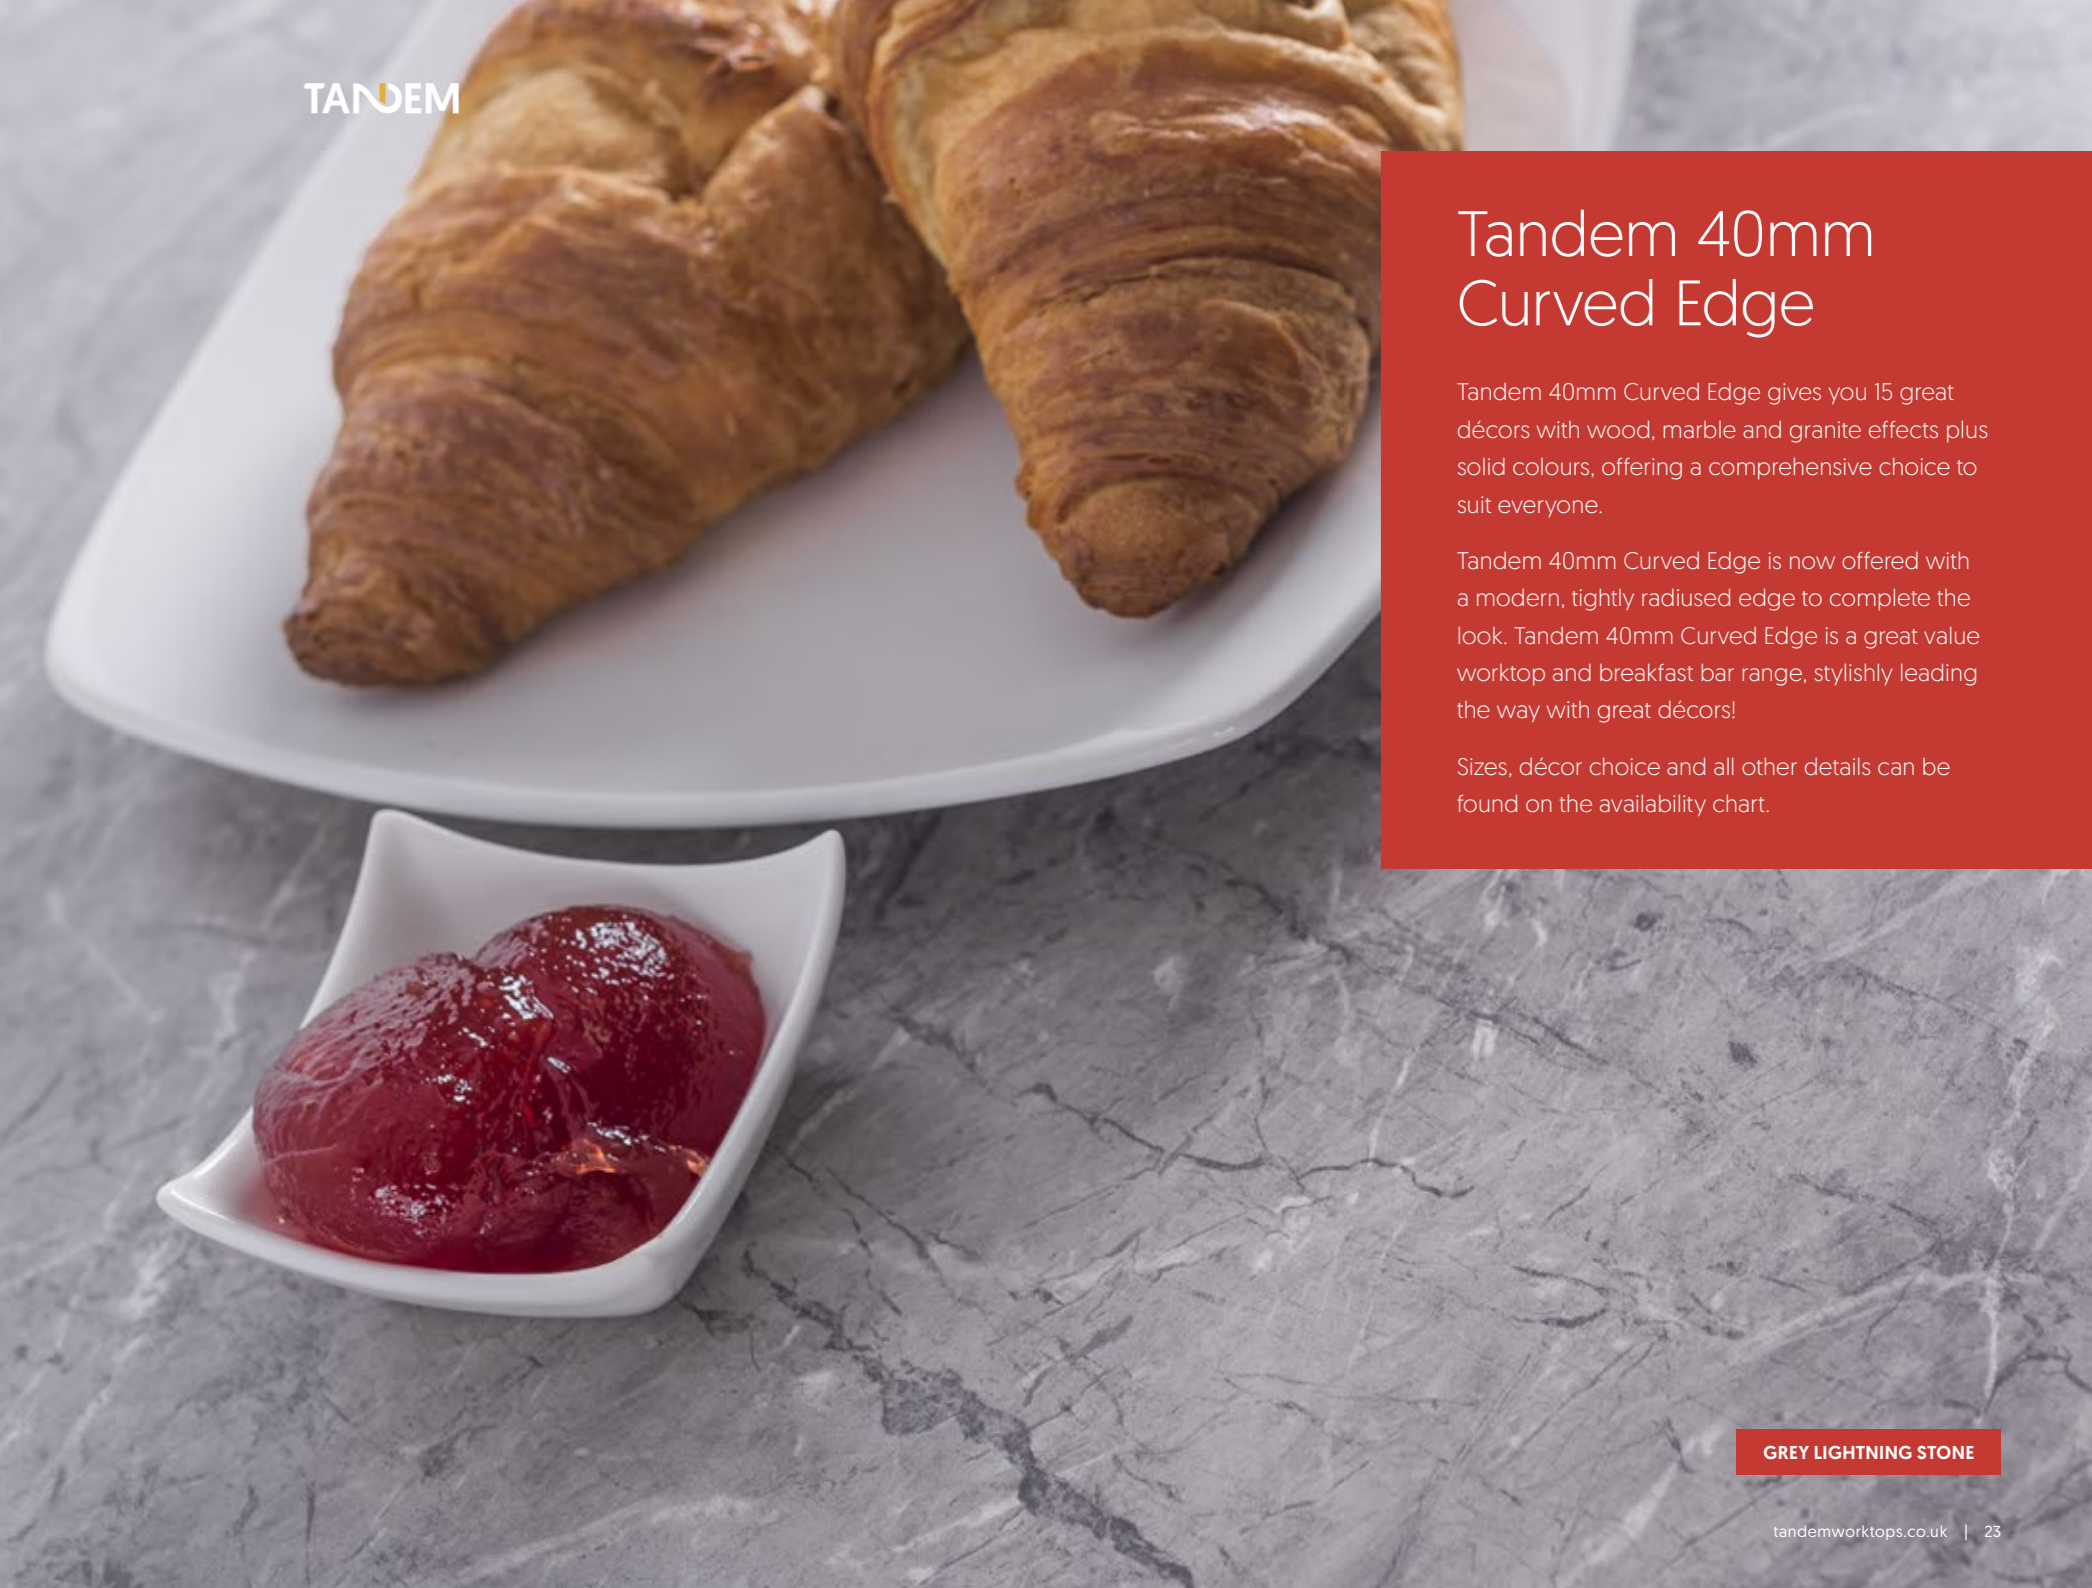 TANDEM
Tandem 40mm
Curved Edge
Tandem 40mm Curved Edge gives you 15 great
décors with wood, marble and granite effects plus
solid colours, offering a comprehensive choice to
suit everyone.
Tandem 40mm Curved Edge is now offered with
a modern, tightly radiused edge to complete the
look. Tandem 40mm Curved Edge is a great value
worktop and breakfast bar range, stylishly leading
the way with great décors!
Sizes, décor choice and all other details can be
found on the availability chart.
GREY LIGHTNING STONE
tandemworktops.co.uk | 23